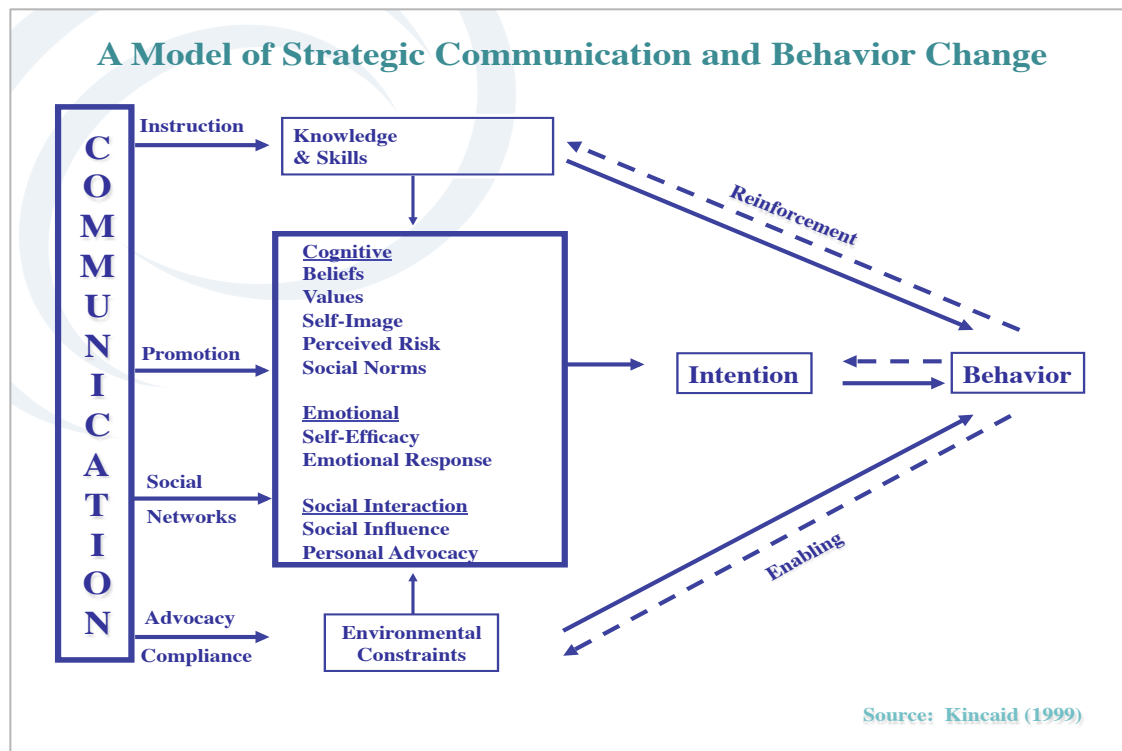 A Model of Strategic Communication and Behavior Change
COMMUNICATION
Instruction
Knowledge
& Skills
Reinforcement
Cognitive
Beliefs
Values
Self-Image
Perceived Risk
Social Norms
Promotion
Intention
Behavior
Emotional
Self-Efficacy
Emotional Response
Social
Networks
Social Interaction
Social Influence
Personal Advocacy
Enabling
Advocacy
Compliance
Environmental
Constraints
Source: Kincaid (1999)